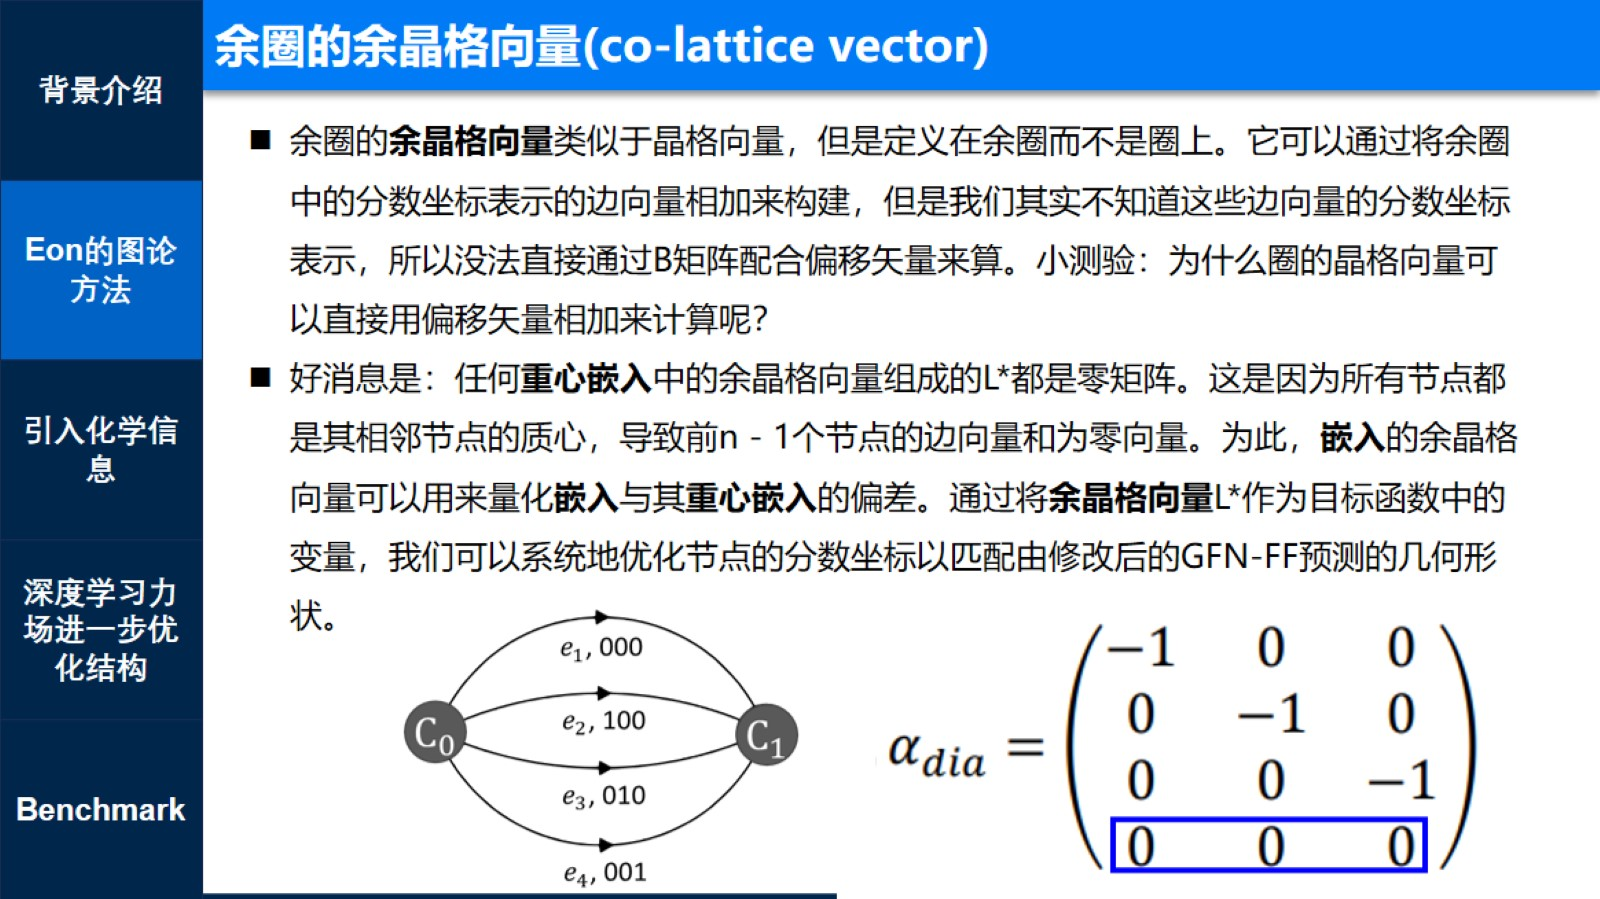 余圈的余晶格向量(co-lattice vector)
背景介绍
Eon的图论
方法
引入化学信
息
深度学习力
场进一步优
化结构
Benchmark
■ 余圈的余晶格向量类似于晶格向量，但是定义在余圈而不是圈上。它可以通过将余圈
中的分数坐标表示的边向量相加来构建，但是我们其实不知道这些边向量的分数坐标
表示，所以没法直接通过B矩阵配合偏移矢量来算。小测验：为什么圈的晶格向量可
以直接用偏移矢量相加来计算呢？
■ 好消息是：任何重心嵌入中的余晶格向量组成的L*都是零矩阵。这是因为所有节点都
是其相邻节点的质心，导致前n - 1个节点的边向量和为零向量。为此，嵌入的余晶格
向量可以用来量化嵌入与其重心嵌入的偏差。通过将余晶格向量L*作为目标函数中的
变量，我们可以系统地优化节点的分数坐标以匹配由修改后的GFN-FF预测的几何形
状。
e₁, 000
e₂, 100
C₀
C₁
e₃, 010
e₄, 001
α_dia =
−1 0 0
0 −1 0
0 0 −1
0 0 0